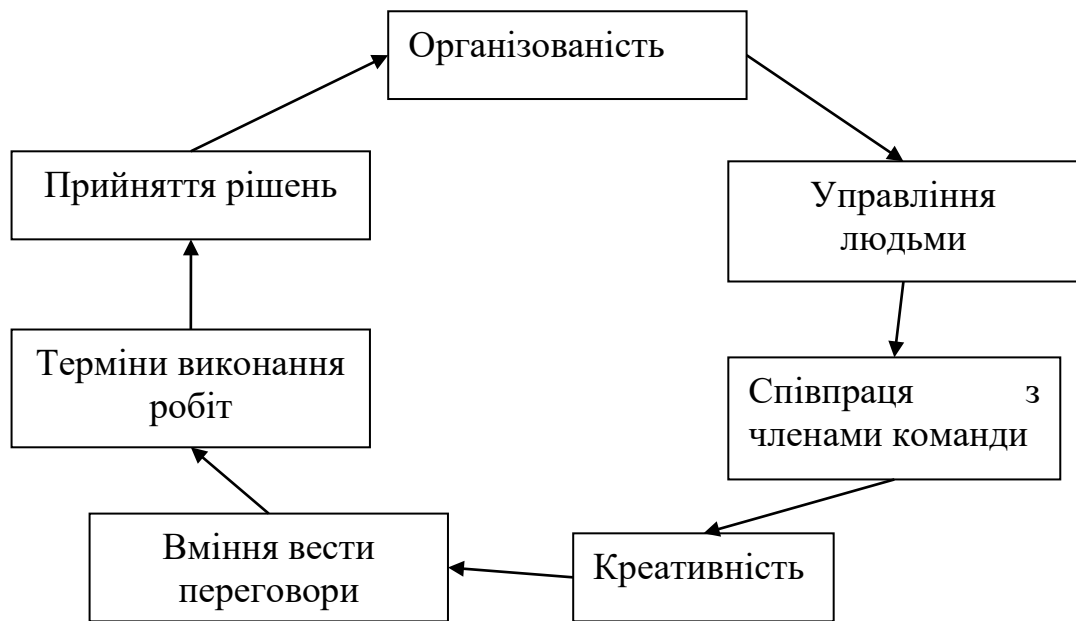 Організованість
Прийняття рішень
Управління
людьми
Терміни виконання
робіт
Співпраця з
членами команди
Вміння вести
переговори
Креативність